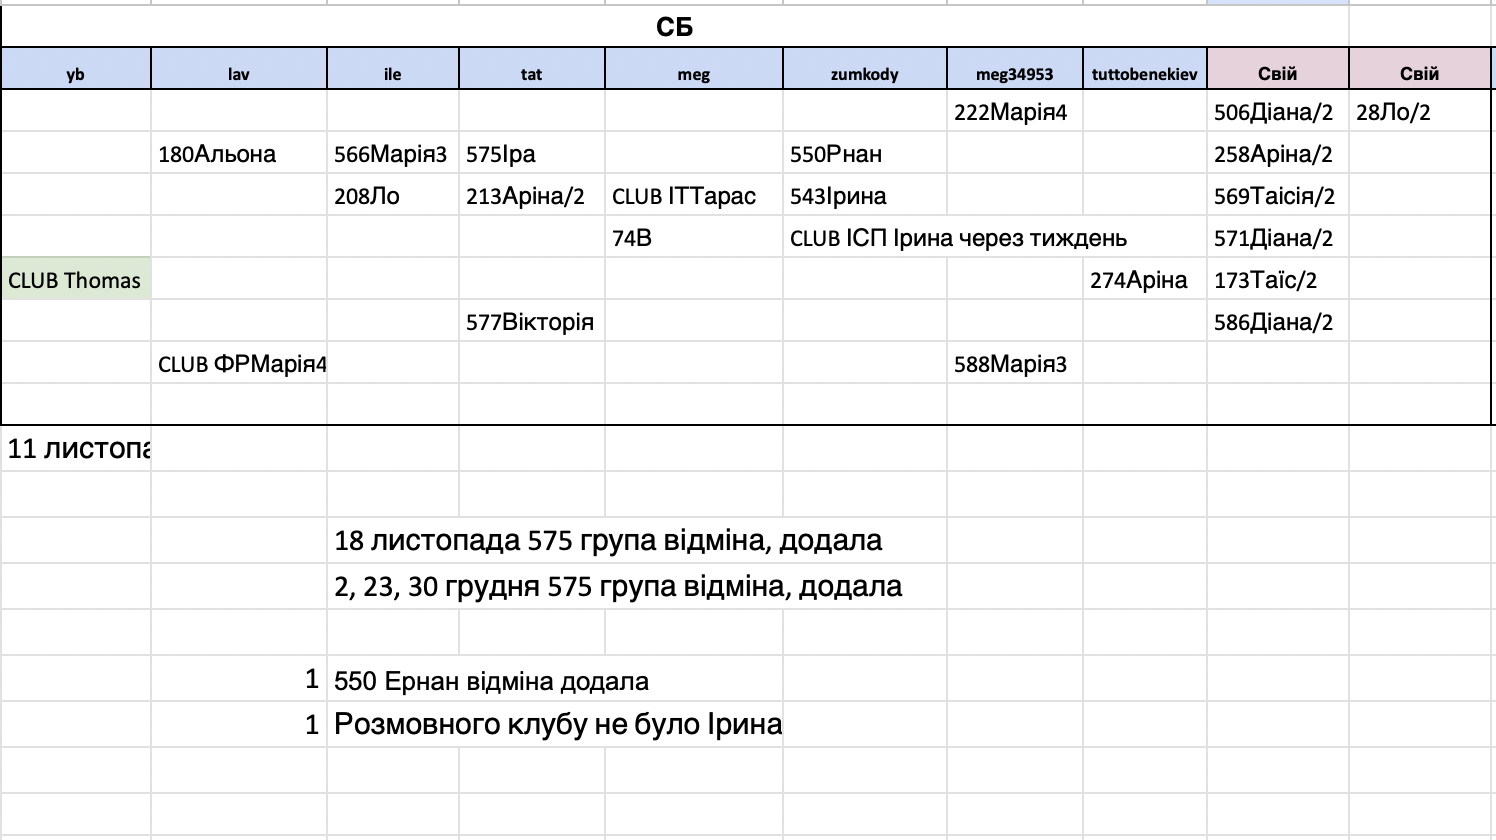 СБ
yb lav ile tat meg zumkody meg34953 tuttobenekiev Свій Свій
222Марія4 506Діана/2 28Ло/2
180Альона 566Марія3 575Іра 550Рнан 258Аріна/2
208Ло 213Аріна/2 CLUB ІТТарас 543Ірина 569Таісія/2
74В CLUB ІСП Ірина через тиждень 571Діана/2
CLUB Thomas 274Аріна 173Таїс/2
577Вікторія 586Діана/2
CLUB ФРМарія4 588Марія3
11 листопа
18 листопада 575 група відміна, додала
2, 23, 30 грудня 575 група відміна, додала
1 550 Ернан відміна додала
1 Розмовного клубу не було Ірина